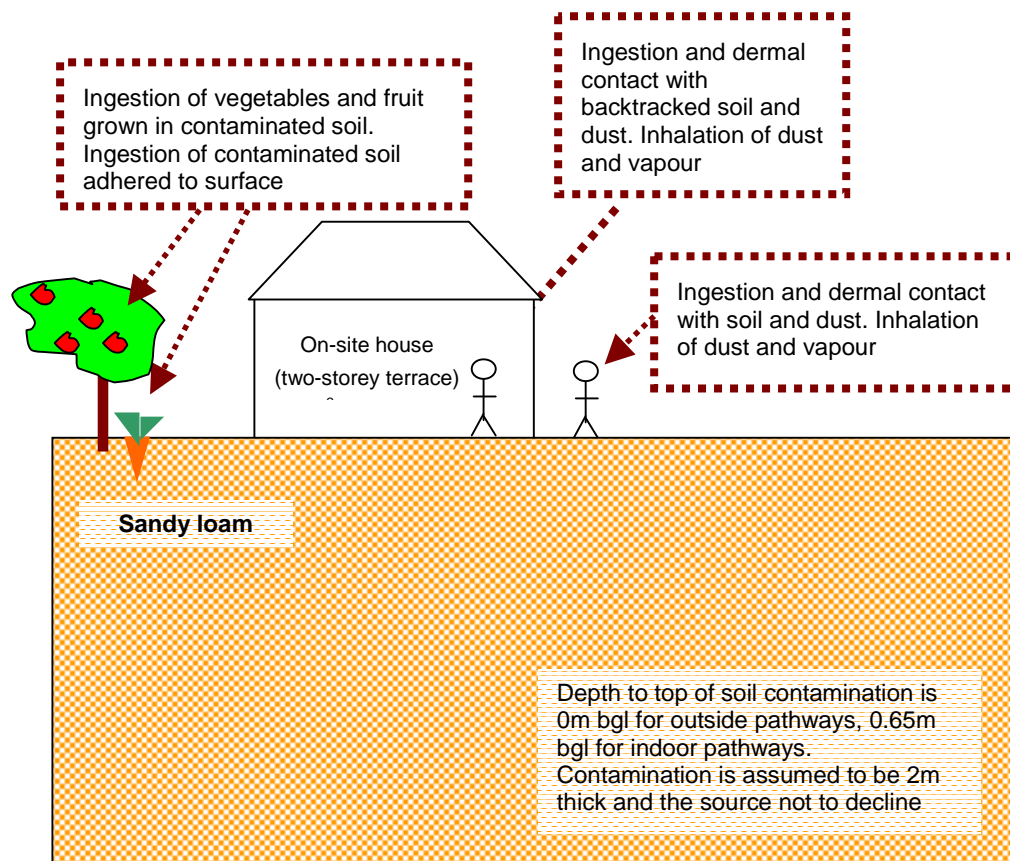 Ingestion of vegetables and fruit
grown in contaminated soil.
Ingestion of contaminated soil
adhered to surface
Ingestion and dermal
contact with
backtracked soil and
dust. Inhalation of dust
and vapour
Ingestion and dermal contact
with soil and dust. Inhalation
of dust and vapour
On-site house
(two-storey terrace)
Sandy loam
Depth to top of soil contamination is
0m bgl for outside pathways, 0.65m
bgl for indoor pathways.
Contamination is assumed to be 2m
thick and the source not to decline